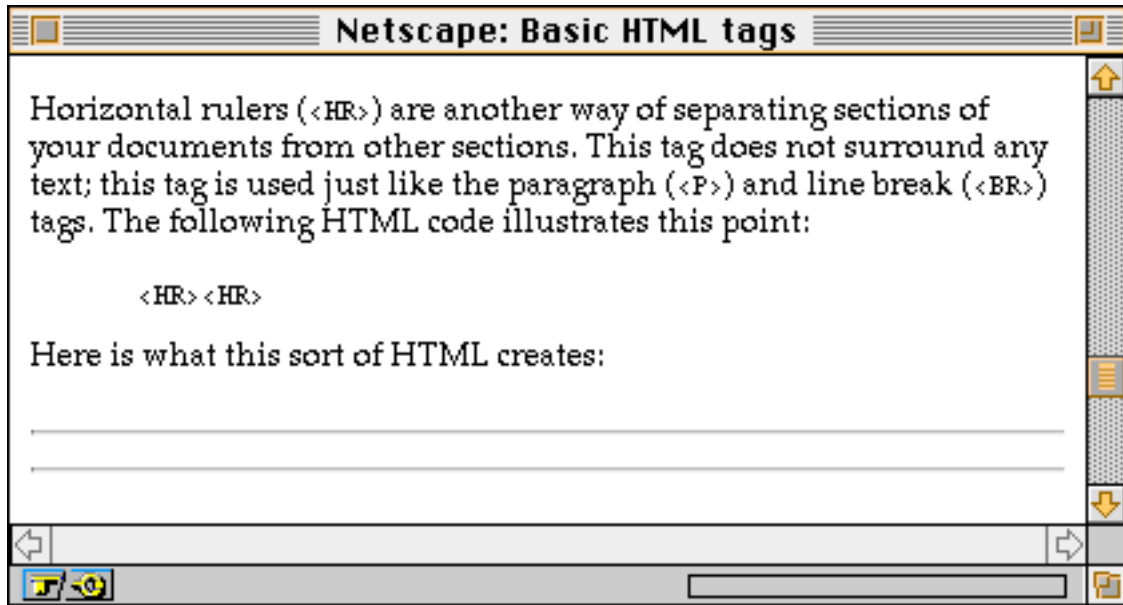 Netscape: Basic HTML tags
Horizontal rulers (<HR>) are another way of separating sections of
your documents from other sections. This tag does not surround any
text; this tag is used just like the paragraph (<P>) and line break (<BR>)
tags. The following HTML code illustrates this point:
<HR><HR>
Here is what this sort of HTML creates: